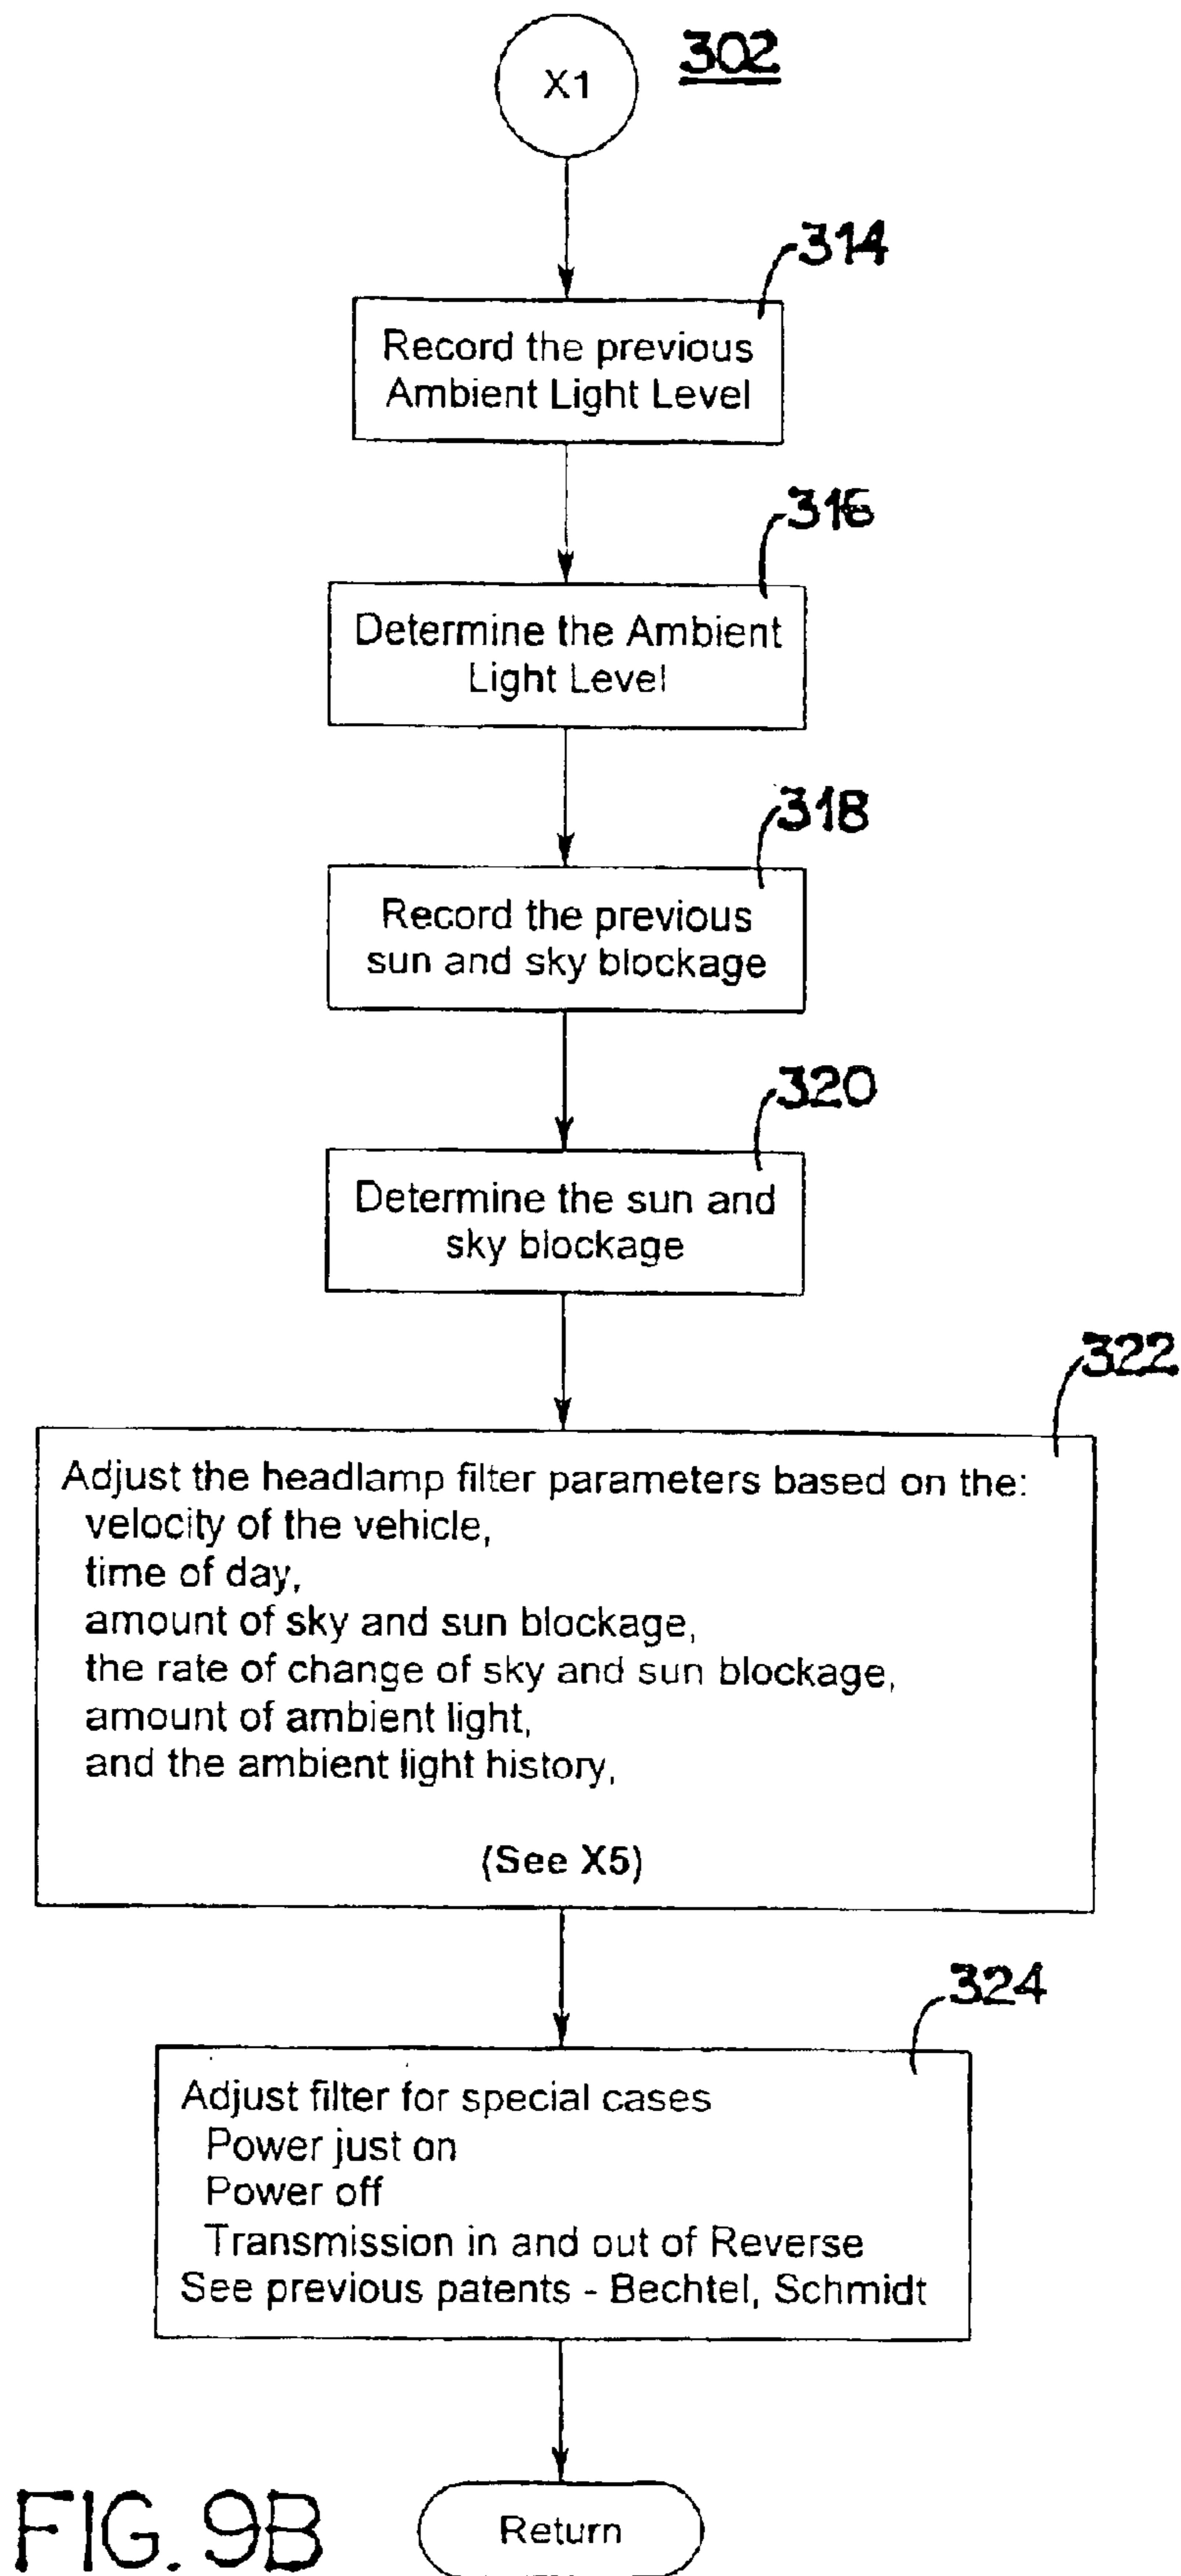 X1
302
314
Record the previous
Ambient Light Level
316
Determine the Ambient
Light Level
318
Record the previous
sun and sky blockage
320
Determine the sun and
sky blockage
322
Adjust the headlamp filter parameters based on the:
velocity of the vehicle,
time of day,
amount of sky and sun blockage,
the rate of change of sky and sun blockage,
amount of ambient light,
and the ambient light history,
(See X5)
324
Adjust filter for special cases
Power just on
Power off
Transmission in and out of Reverse
See previous patents - Bechtel, Schmidt
Return
FIG. 9B